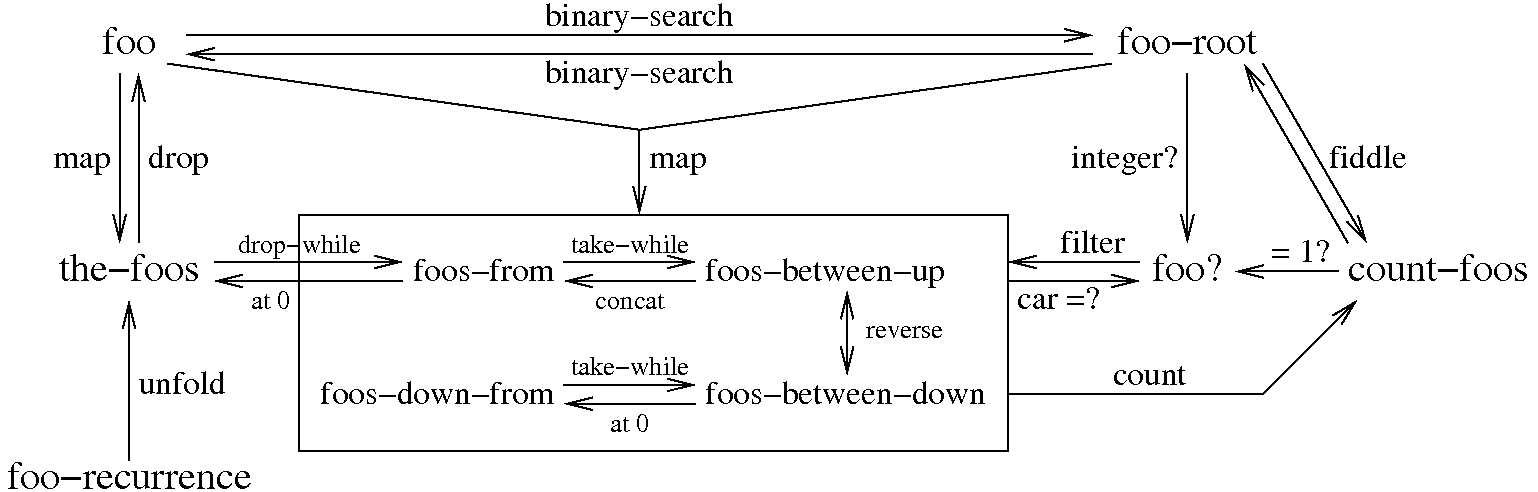 binary-search
foo
foo-root
binary-search
map
drop
map
integer?
fiddle
drop-while
take-while
filter
= 1?
the-foos
foos-from
foos-between-up
foo?
count-foos
at 0
concat
car =?
reverse
take-while
unfold
count
foos-down-from
foos-between-down
at 0
foo-recurrence